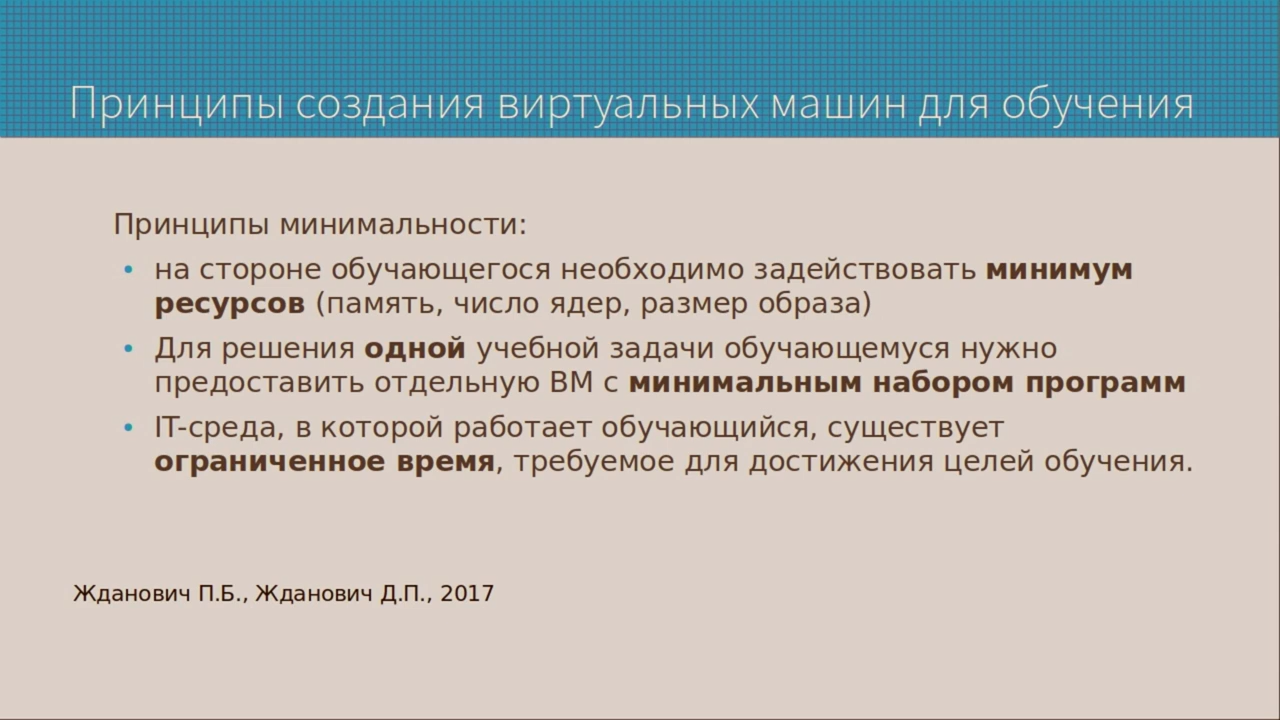 Принципы создания виртуальных машин для обучения
Принципы минимальности:
• на стороне обучающегося необходимо задействовать минимум
ресурсов (память, число ядер, размер образа)
• Для решения одной учебной задачи обучающемуся нужно
предоставить отдельную ВМ с минимальным набором программ
• IT-среда, в которой работает обучающийся, существует
ограниченное время, требуемое для достижения целей обучения.
Жданович П.Б., Жданович Д.П., 2017